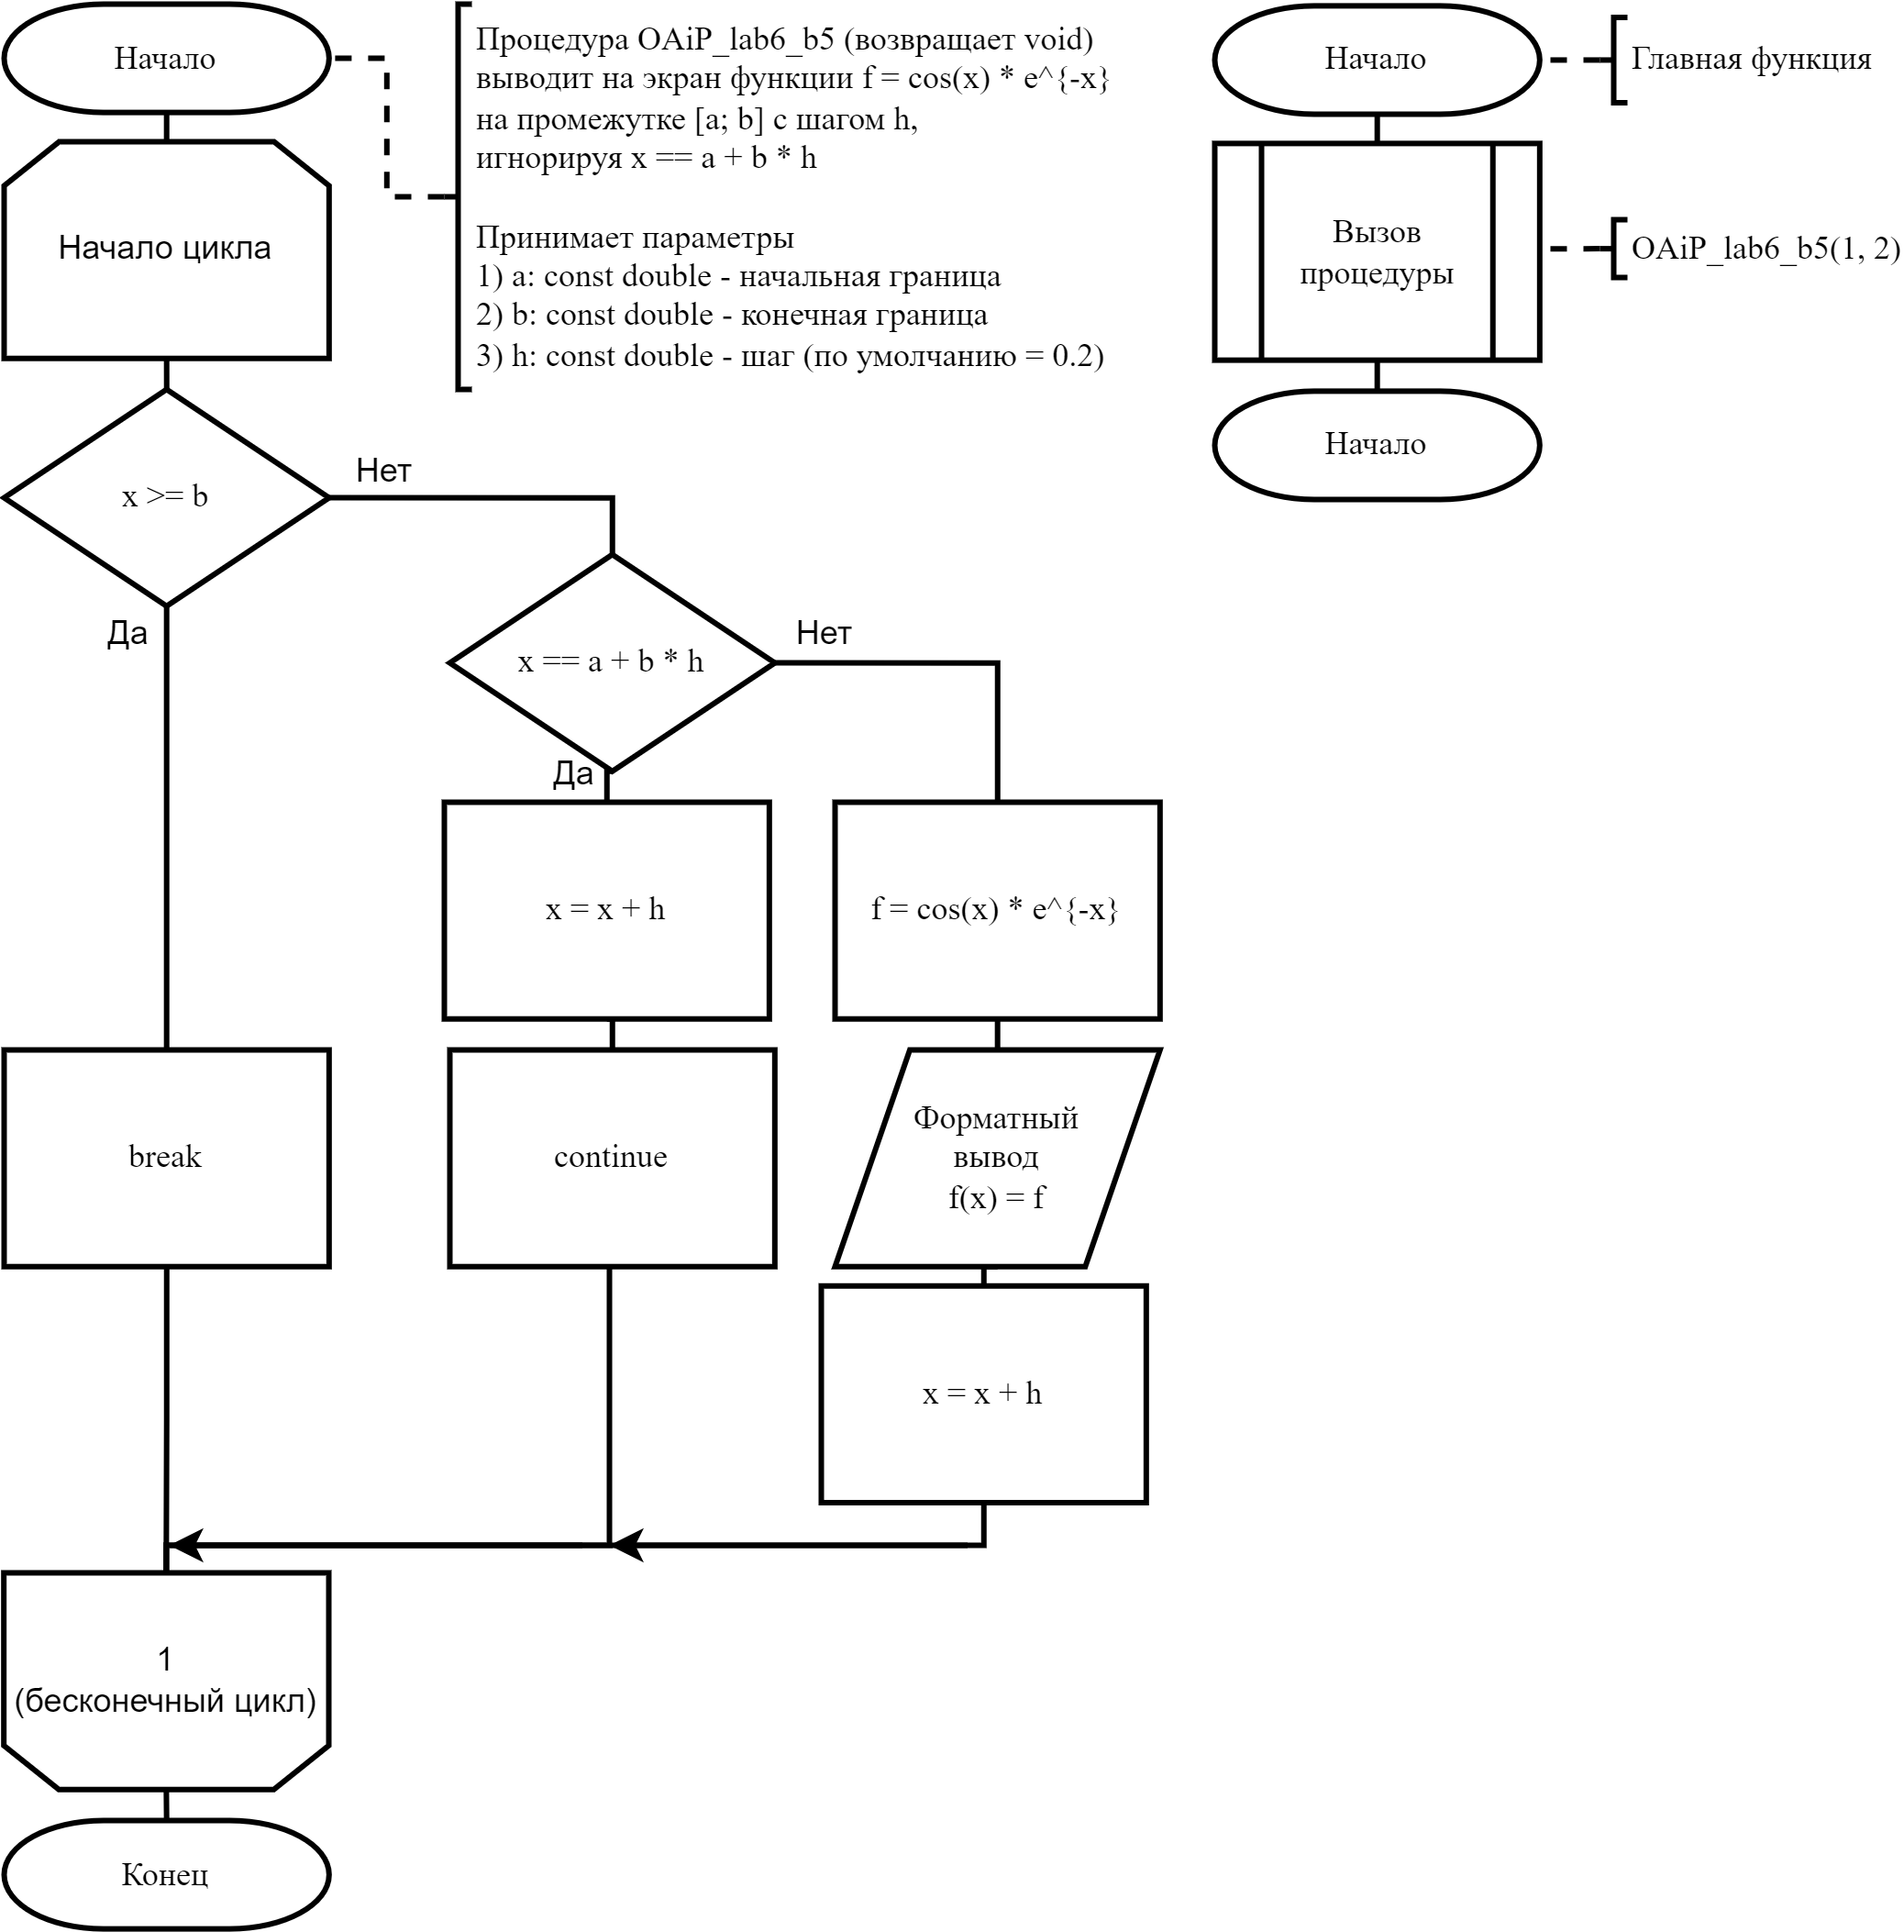 Начало
Процедура OAiP_lab6_b5 (возвращает void)
выводит на экран функции f = cos(x) * e^{-x}
на промежутке [a; b] с шагом h,
игнорируя x == a + b * h
Принимает параметры
1) a: const double - начальная граница
2) b: const double - конечная граница
3) h: const double - шаг (по умолчанию = 0.2)
Начало цикла
x >= b
Нет
Да
x == a + b * h
Нет
Да
x = x + h
f = cos(x) * e^{-x}
break
continue
Форматный
вывод
f(x) = f
x = x + h
1
(бесконечный цикл)
Конец
Начало
Главная функция
Вызов
процедуры
OAiP_lab6_b5(1, 2)
Начало